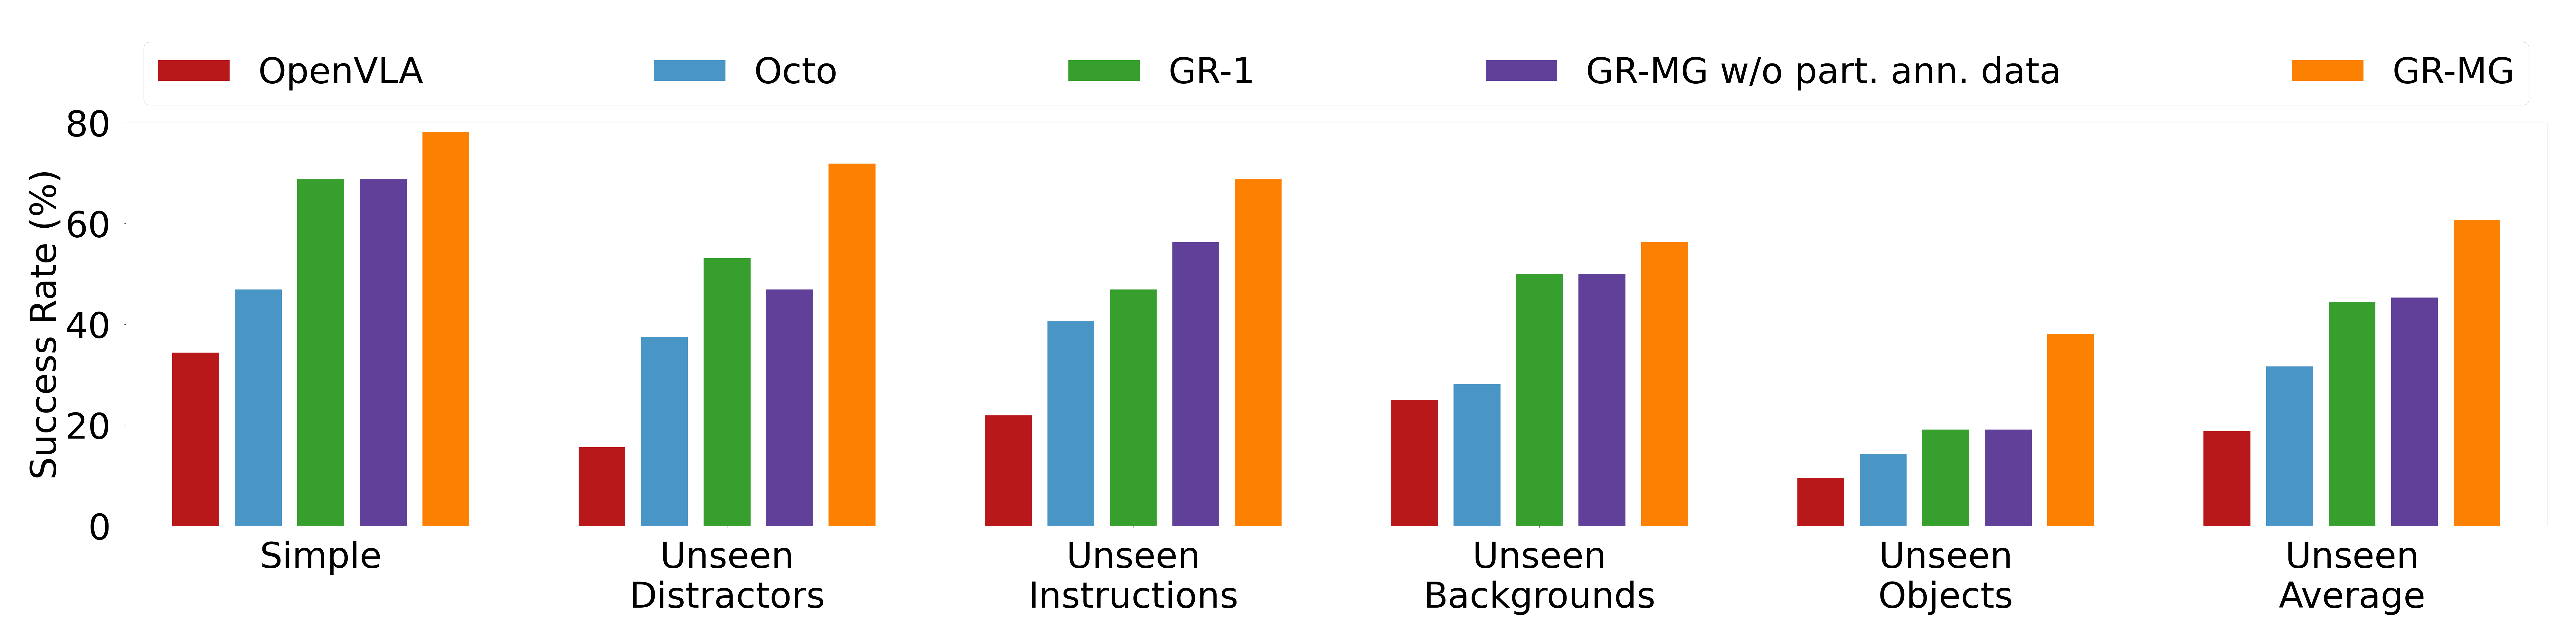 OpenVLA Octo GR-1 GR-MG w/o part. ann. data GR-MG
Success Rate (%)
80
60
40
20
0
Simple
Unseen Distractors
Unseen Instructions
Unseen Backgrounds
Unseen Objects
Unseen Average